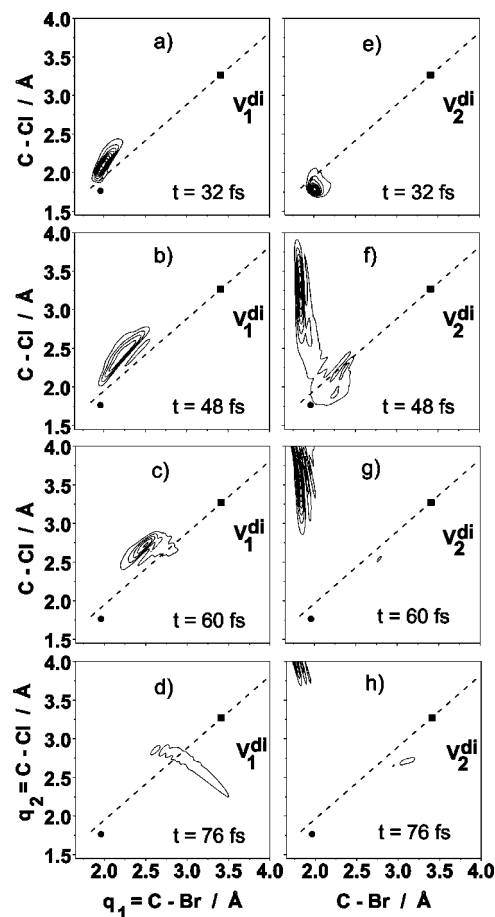 a)
e)
4.0
3.5
3.0
2.5
2.0
1.5
C - Cl / Å
V₁ᵈⁱ
V₂ᵈⁱ
t = 32 fs
t = 32 fs
b)
f)
4.0
3.5
3.0
2.5
2.0
1.5
C - Cl / Å
V₁ᵈⁱ
V₂ᵈⁱ
t = 48 fs
t = 48 fs
c)
g)
4.0
3.5
3.0
2.5
2.0
1.5
C - Cl / Å
V₁ᵈⁱ
V₂ᵈⁱ
t = 60 fs
t = 60 fs
d)
h)
4.0
3.5
3.0
2.5
2.0
1.5
q₂ = C - Cl / Å
V₁ᵈⁱ
V₂ᵈⁱ
t = 76 fs
t = 76 fs
2.0 2.5 3.0 3.5 4.0 2.0 2.5 3.0 3.5 4.0
q₁ = C - Br / Å
C - Br / Å